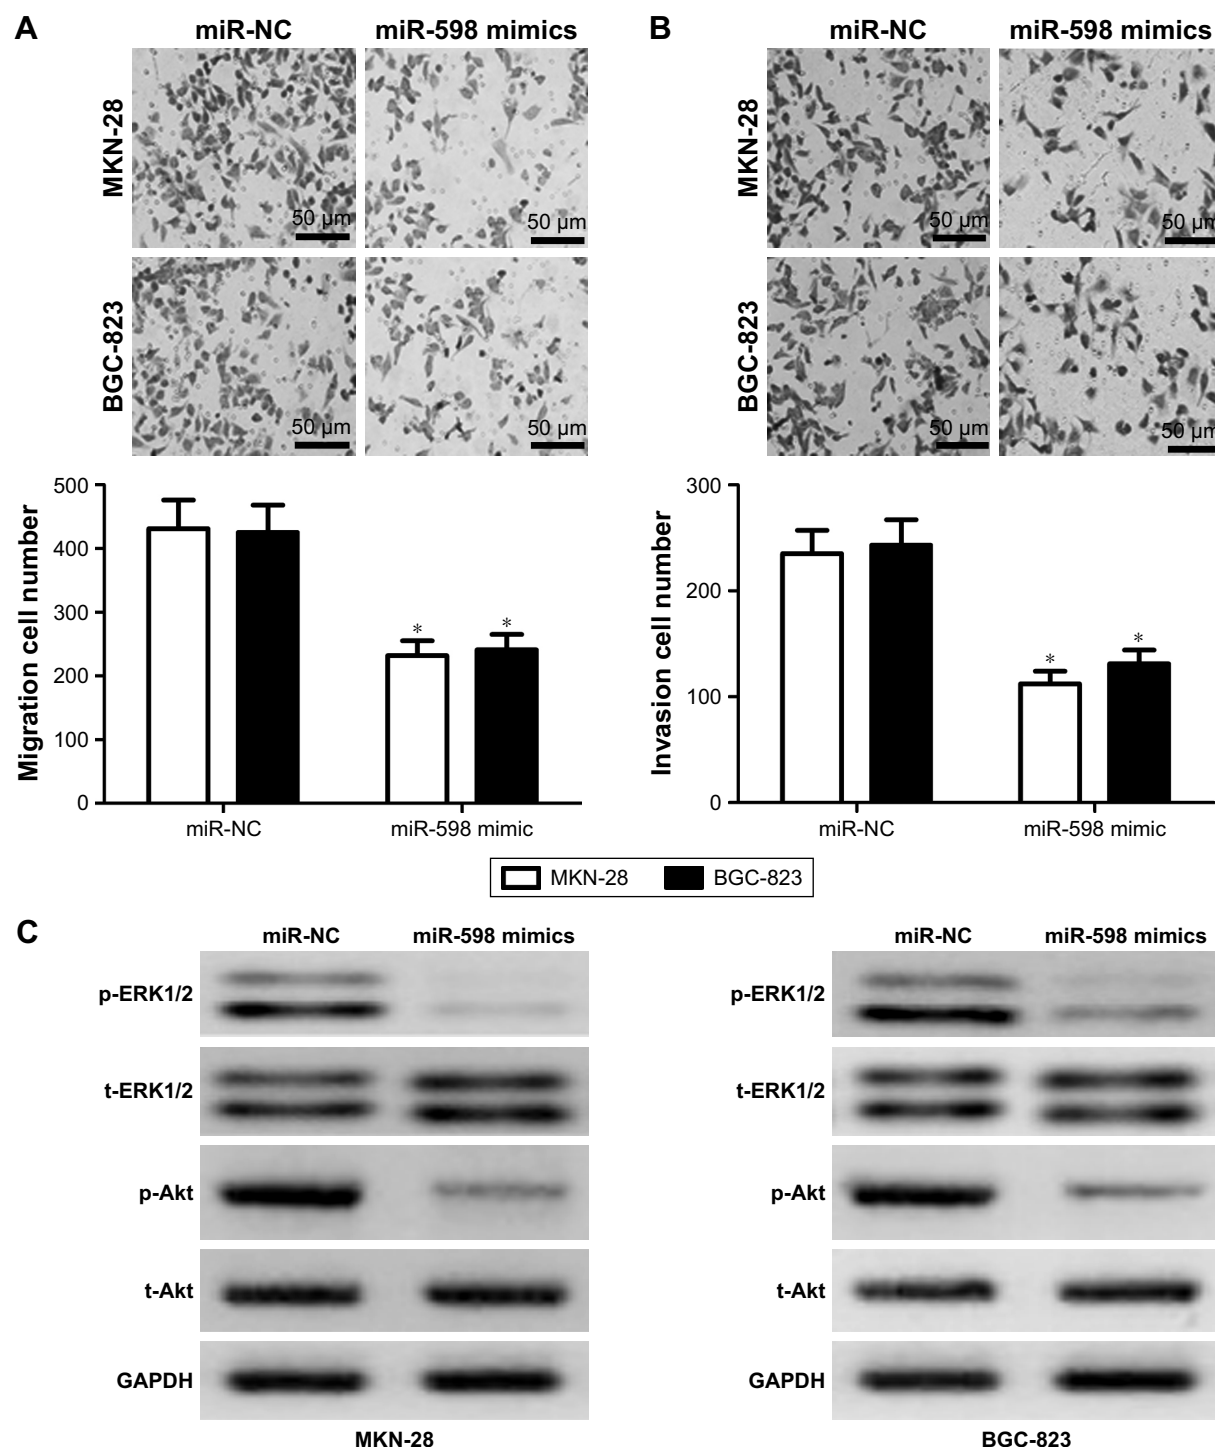 A
miR-NC
miR-598 mimics
MKN-28
50 µm
50 µm
BGC-823
50 µm
50 µm
Migration cell number
500
400
300
200
100
0
*
*
miR-NC
miR-598 mimic
B
miR-NC
miR-598 mimics
MKN-28
50 µm
50 µm
BGC-823
50 µm
50 µm
Invasion cell number
300
200
100
0
*
*
miR-NC
miR-598 mimic
MKN-28
BGC-823
C
miR-NC
miR-598 mimics
p-ERK1/2
t-ERK1/2
p-Akt
t-Akt
GAPDH
MKN-28
miR-NC
miR-598 mimics
p-ERK1/2
t-ERK1/2
p-Akt
t-Akt
GAPDH
BGC-823